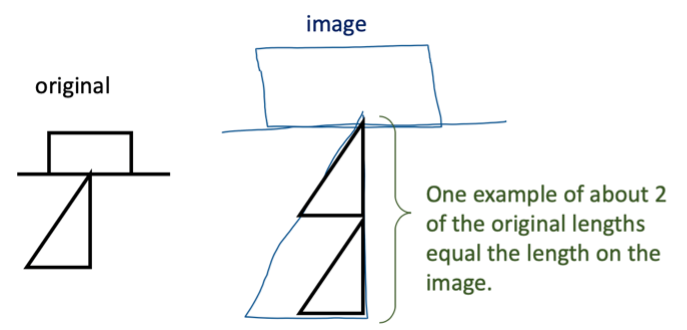 image
original
One example of about 2
of the original lengths
equal the length on the
image.